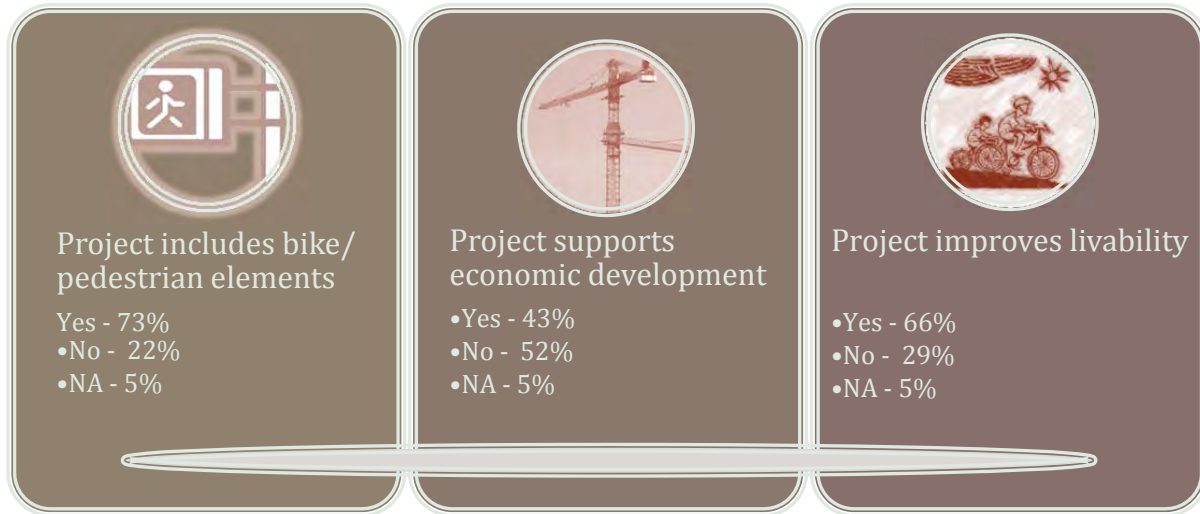 Project includes bike/
pedestrian elements
Yes - 73%
•No -  22%
•NA - 5%
Project supports
economic development
•Yes - 43%
•No -  52%
•NA - 5%
Project improves livability
•Yes - 66%
•No -  29%
•NA - 5%